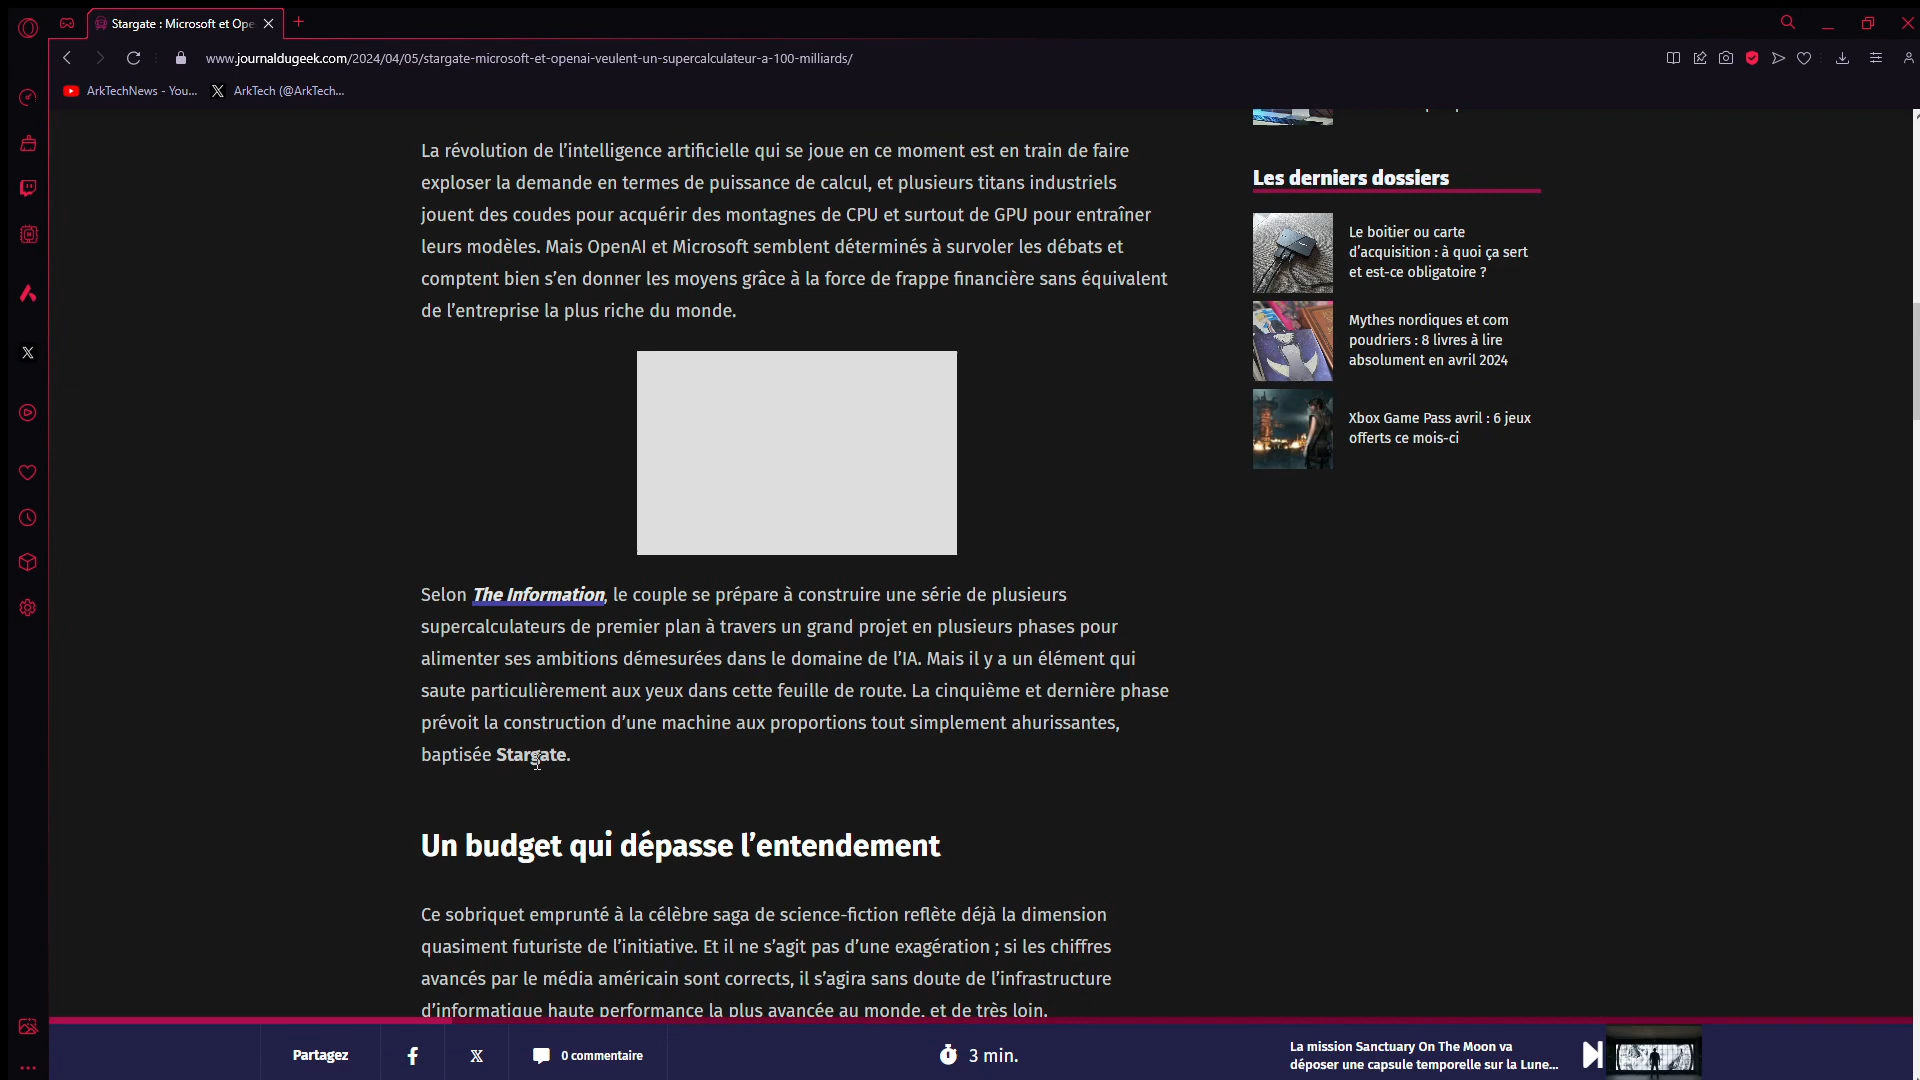 Stargate : Microsoft et Ope
www.journaldugeek.com/2024/04/05/stargate-microsoft-et-openai-veulent-un-supercalculateur-a-100-milliards/
ArkTechNews - You... ArkTech (@ArkTech...
La révolution de l’intelligence artificielle qui se joue en ce moment est en train de faire
exploser la demande en termes de puissance de calcul, et plusieurs titans industriels
jouent des coudes pour acquérir des montagnes de CPU et surtout de GPU pour entraîner
leurs modèles. Mais OpenAI et Microsoft semblent déterminés à survoler les débats et
comptent bien s’en donner les moyens grâce à la force de frappe financière sans équivalent
de l’entreprise la plus riche du monde.
Selon The Information, le couple se prépare à construire une série de plusieurs
supercalculateurs de premier plan à travers un grand projet en plusieurs phases pour
alimenter ses ambitions démesurées dans le domaine de l’IA. Mais il y a un élément qui
saute particulièrement aux yeux dans cette feuille de route. La cinquième et dernière phase
prévoit la construction d’une machine aux proportions tout simplement ahurissantes,
baptisée Stargate.
Un budget qui dépasse l’entendement
Ce sobriquet emprunté à la célèbre saga de science-fiction reflète déjà la dimension
quasiment futuriste de l’initiative. Et il ne s’agit pas d’une exagération ; si les chiffres
avancés par le média américain sont corrects, il s’agira sans doute de l’infrastructure
d’informatique haute performance la plus avancée au monde, et de très loin.
Les derniers dossiers
Le boitier ou carte
d’acquisition : à quoi ça sert
et est-ce obligatoire ?
Mythes nordiques et com
poudriers : 8 livres à lire
absolument en avril 2024
Xbox Game Pass avril : 6 jeux
offerts ce mois-ci
Partagez
0 commentaire
3 min.
La mission Sanctuary On The Moon va
déposer une capsule temporelle sur la Lune...